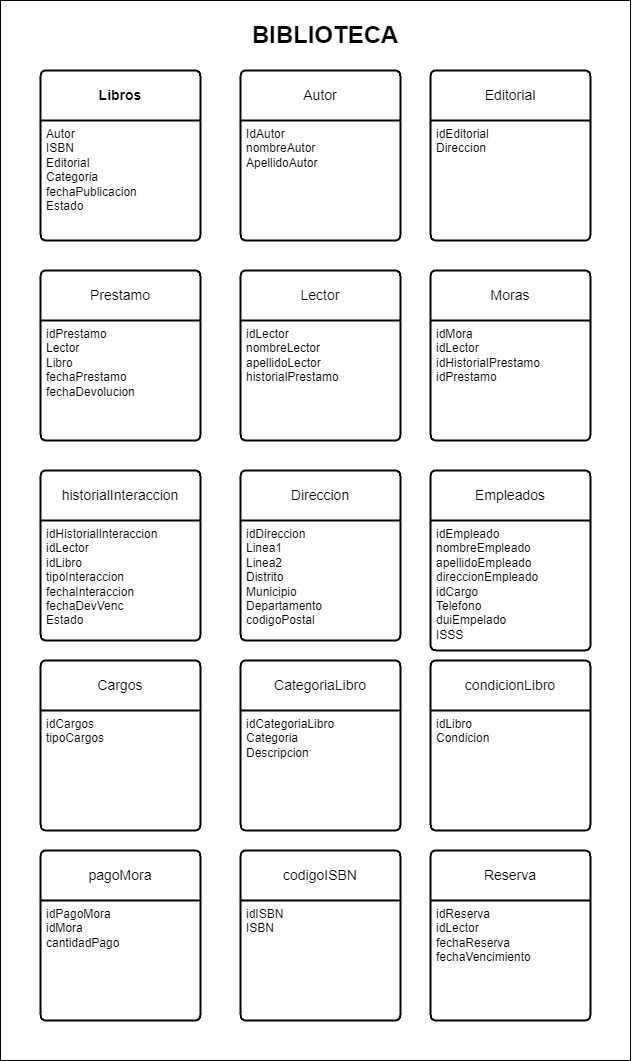 BIBLIOTECA
Libros
Autor
ISBN
Editorial
Categoria
fechaPublicacion
Estado
Autor
IdAutor
nombreAutor
ApellidoAutor
Editorial
idEditorial
Direccion
Prestamo
idPrestamo
Lector
Libro
fechaPrestamo
fechaDevolucion
Lector
idLector
nombreLector
apellidoLector
historialPrestamo
Moras
idMora
idLector
idHistorialPrestamo
idPrestamo
historialInteraccion
idHistorialInteraccion
idLector
idLibro
tipoInteraccion
fechaInteraccion
fechaDevVenc
Estado
Direccion
idDireccion
Linea1
Linea2
Distrito
Municipio
Departamento
codigoPostal
Empleados
idEmpleado
nombreEmpleado
apellidoEmpleado
direccionEmpleado
idCargo
Telefono
duiEmpelado
ISSS
Cargos
idCargos
tipoCargos
CategoriaLibro
idCategoriaLibro
Categoria
Descripcion
condicionLibro
idLibro
Condicion
pagoMora
idPagoMora
idMora
cantidadPago
codigoISBN
idISBN
ISBN
Reserva
idReserva
idLector
fechaReserva
fechaVencimiento